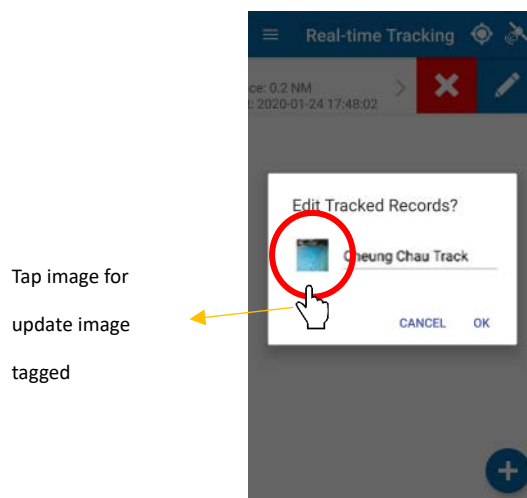 Real-time Tracking
ce: 0.2 NM
: 2020-01-24 17:48:02
Edit Tracked Records?
Cheung Chau Track
CANCEL OK
Tap image for
update image
tagged